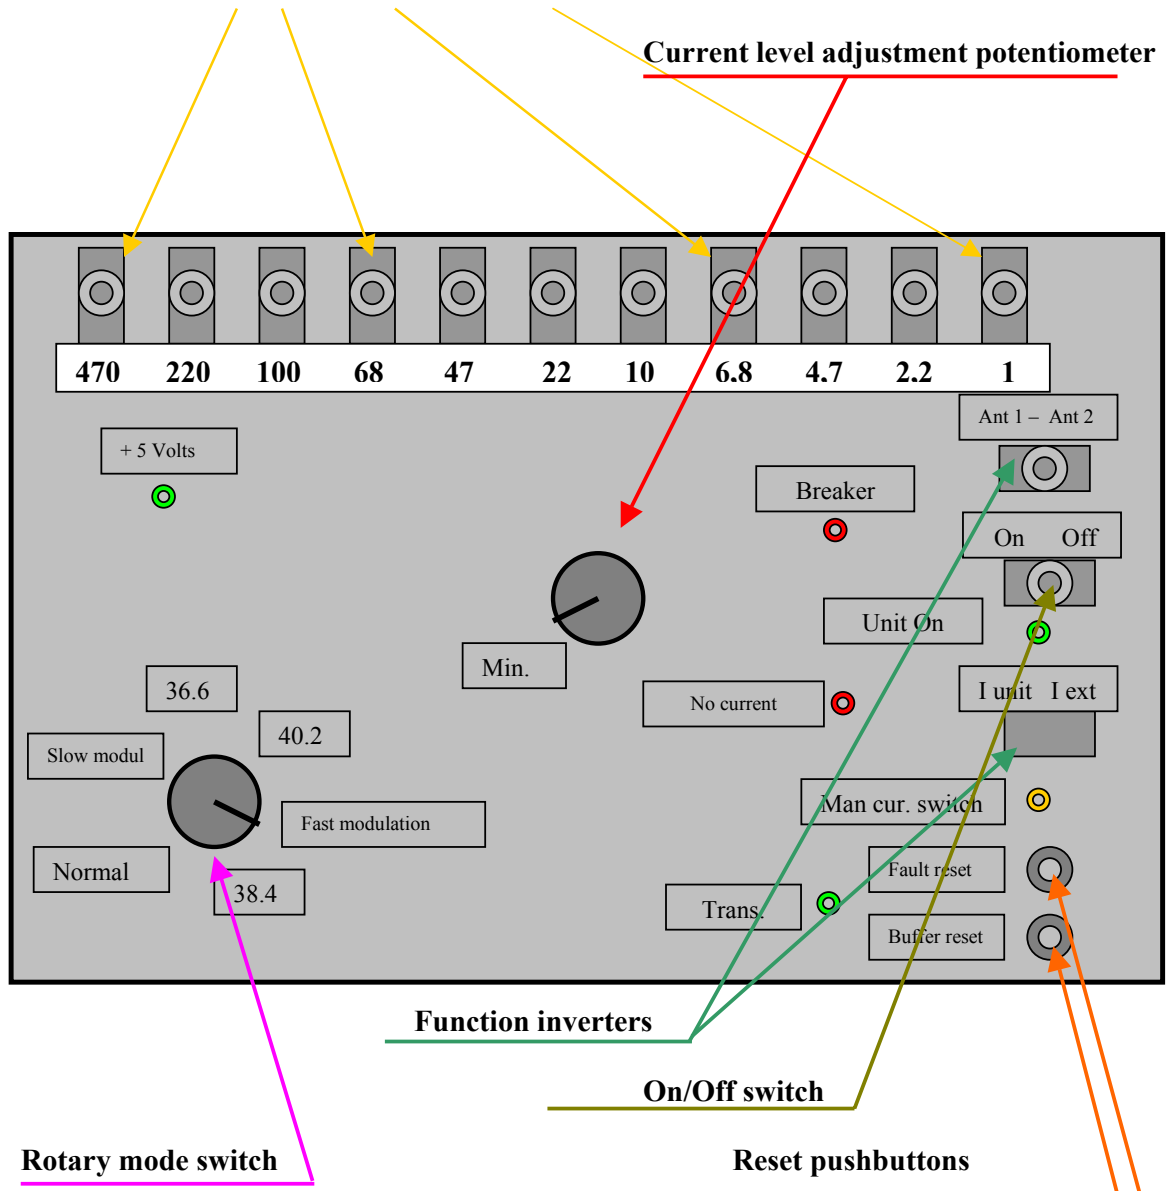 Current level adjustment potentiometer
470 220 100 68 47 22 10 6.8 4.7 2.2 1
Ant 1 – Ant 2
+ 5 Volts
Breaker
On Off
Unit On
Min.
I unit I ext
36.6
No current
40.2
Slow modul
Man cur. switch
Fast modulation
Normal
Fault reset
38.4
Trans.
Buffer reset
Function inverters
On/Off switch
Rotary mode switch
Reset pushbuttons